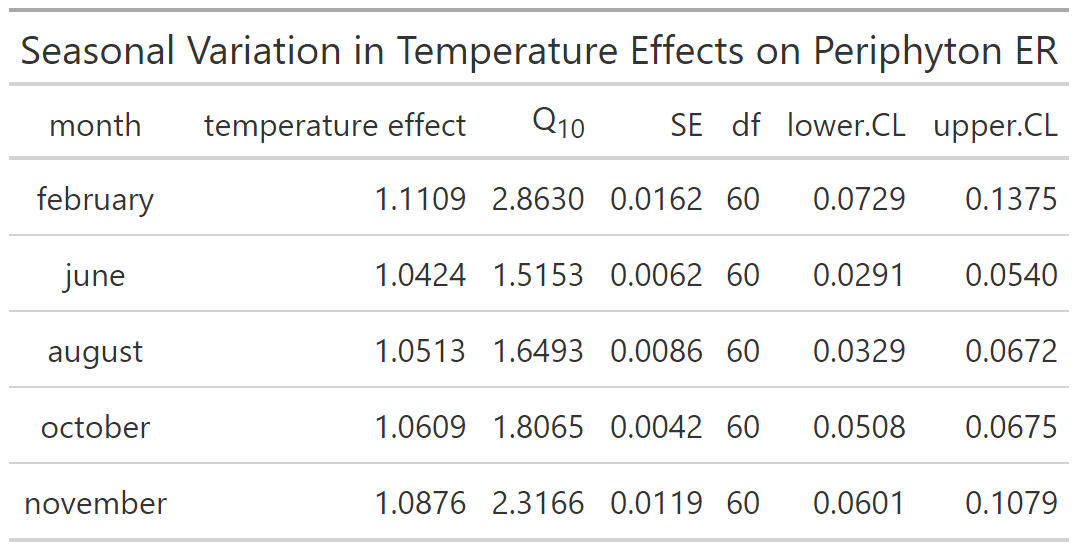 Seasonal Variation in Temperature Effects on Periphyton ER
month temperature effect Q₁₀ SE df lower.CL upper.CL
february 1.1109 2.8630 0.0162 60 0.0729 0.1375
june 1.0424 1.5153 0.0062 60 0.0291 0.0540
august 1.0513 1.6493 0.0086 60 0.0329 0.0672
october 1.0609 1.8065 0.0042 60 0.0508 0.0675
november 1.0876 2.3166 0.0119 60 0.0601 0.1079